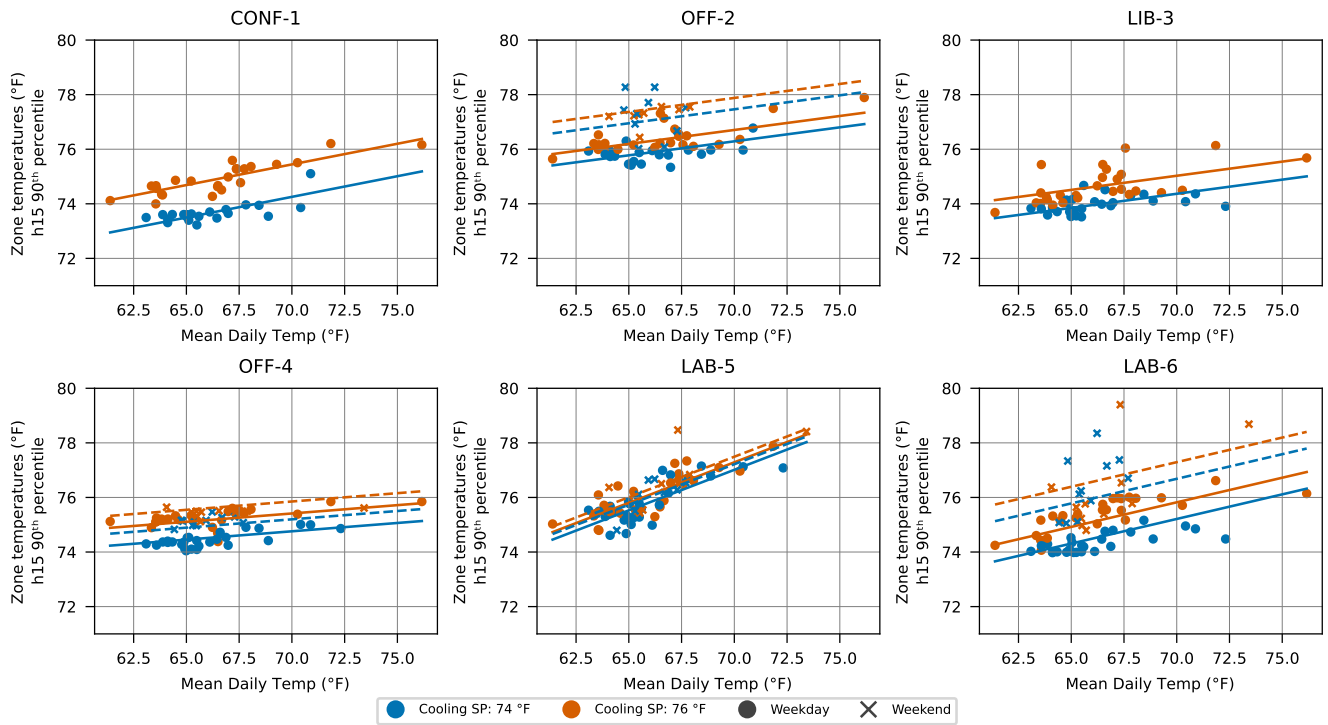 CONF-1
80
78
76
74
72
Zone temperatures (°F)
h15 90ᵗʰ percentile
62.5 65.0 67.5 70.0 72.5 75.0
Mean Daily Temp (°F)
OFF-2
80
78
76
74
72
Zone temperatures (°F)
h15 90ᵗʰ percentile
62.5 65.0 67.5 70.0 72.5 75.0
Mean Daily Temp (°F)
LIB-3
80
78
76
74
72
Zone temperatures (°F)
h15 90ᵗʰ percentile
62.5 65.0 67.5 70.0 72.5 75.0
Mean Daily Temp (°F)
OFF-4
80
78
76
74
72
Zone temperatures (°F)
h15 90ᵗʰ percentile
62.5 65.0 67.5 70.0 72.5 75.0
Mean Daily Temp (°F)
LAB-5
80
78
76
74
72
Zone temperatures (°F)
h15 90ᵗʰ percentile
62.5 65.0 67.5 70.0 72.5 75.0
Mean Daily Temp (°F)
LAB-6
80
78
76
74
72
Zone temperatures (°F)
h15 90ᵗʰ percentile
62.5 65.0 67.5 70.0 72.5 75.0
Mean Daily Temp (°F)
Cooling SP: 74 °F Cooling SP: 76 °F Weekday Weekend